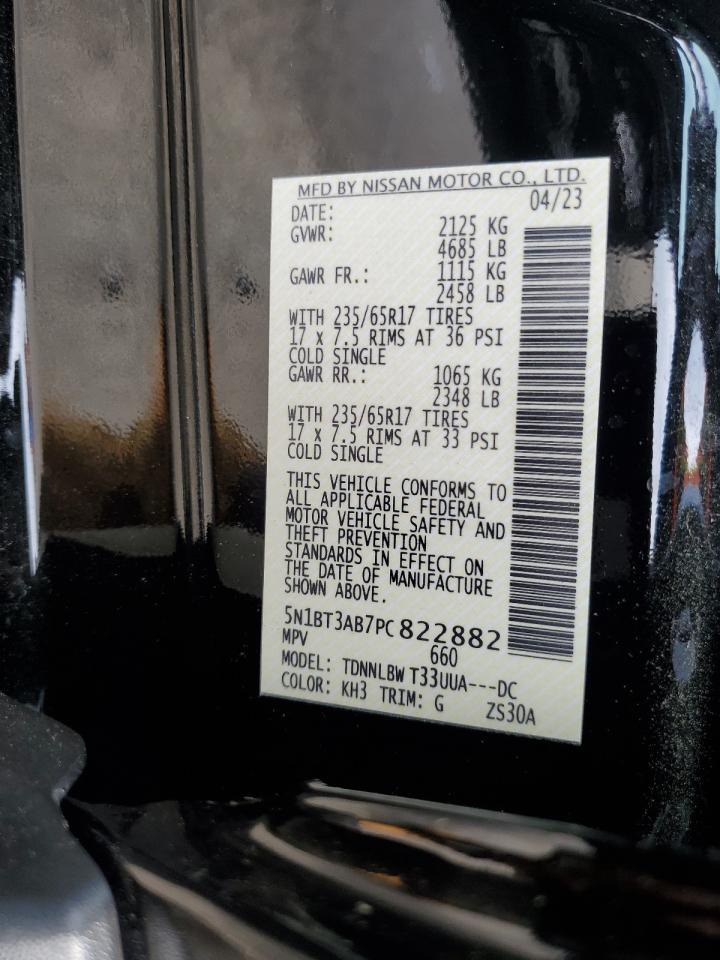 MFD BY NISSAN MOTOR CO., LTD.
DATE: 04/23
GVWR: 2125 KG
4685 LB
GAWR FR.: 1115 KG
2458 LB
WITH 235/65R17 TIRES
17 x 7.5 RIMS AT 36 PSI
COLD SINGLE
GAWR RR.: 1065 KG
2348 LB
WITH 235/65R17 TIRES
17 x 7.5 RIMS AT 33 PSI
COLD SINGLE
THIS VEHICLE CONFORMS TO
ALL APPLICABLE FEDERAL
MOTOR VEHICLE SAFETY AND
THEFT PREVENTION
STANDARDS IN EFFECT ON
THE DATE OF MANUFACTURE
SHOWN ABOVE.
5N1BT3AB7PC822882
MPV 660
MODEL: TDNNLBW T33UUA---DC
COLOR: KH3 TRIM: G ZS30A